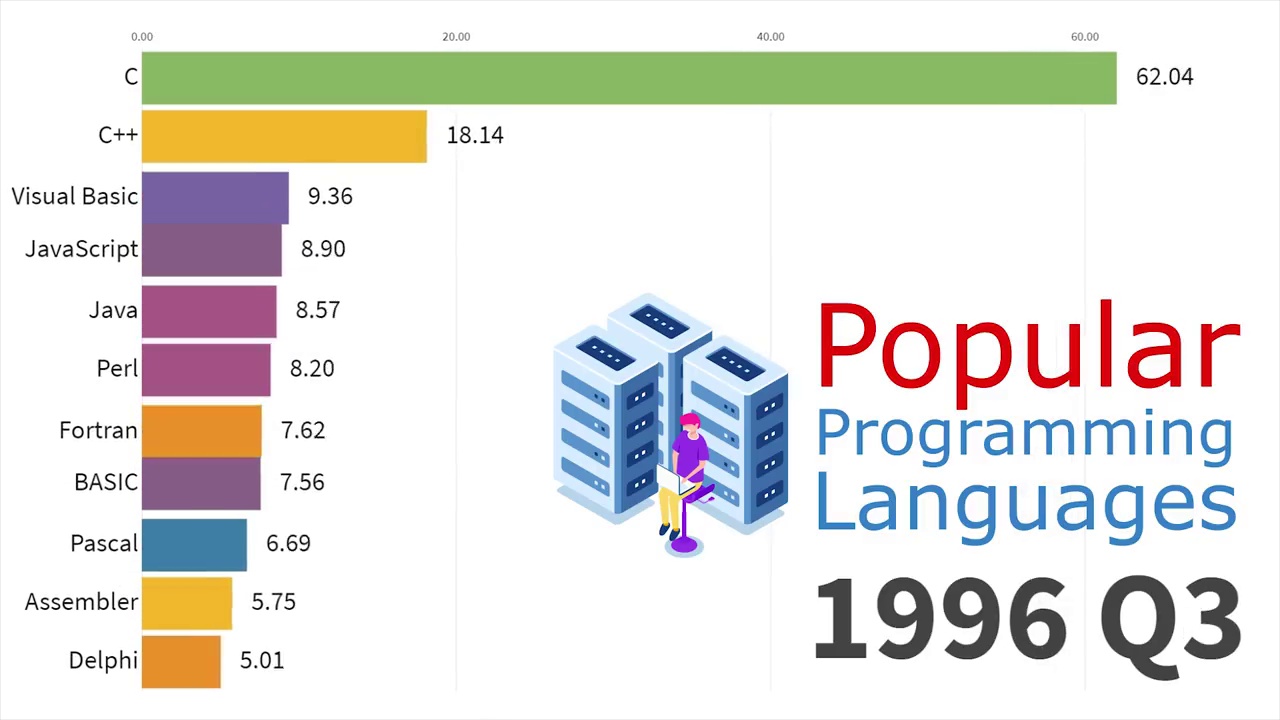 0.00 20.00 40.00 60.00
C 62.04
C++ 18.14
Visual Basic 9.36
JavaScript 8.90
Java 8.57
Perl 8.20
Fortran 7.62
BASIC 7.56
Pascal 6.69
Assembler 5.75
Delphi 5.01
Popular
Programming
Languages
1996 Q3